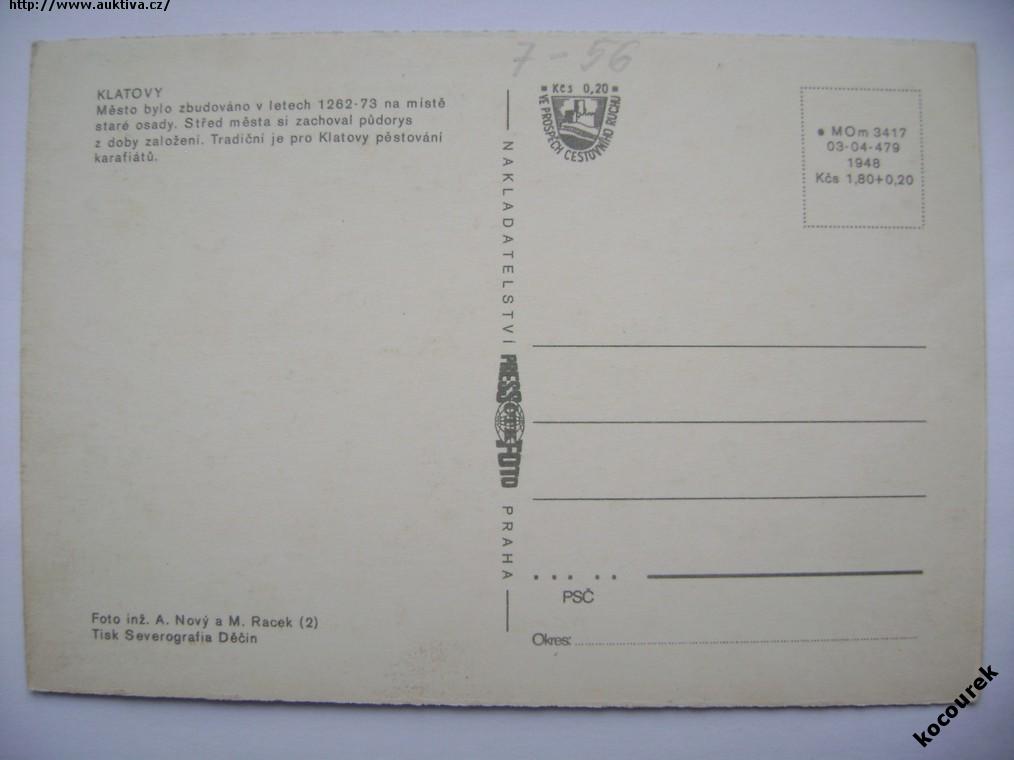 http://www.auktiva.cz/
7-56
KLATOVY
Město bylo zbudováno v letech 1262-73 na místě
staré osady. Střed města si zachoval půdorys
z doby založení. Tradiční je pro Klatovy pěstování
karafiátů.
Foto inž. A. Nový a M. Racek (2)
Tisk Severografia Děčín
NAKLADATELSTVÍ
PRESSFOTO
PRAHA
Kčs 0,20
VE PROSPĚCH CESTOVNÍHO RUCHU
MOm 3417
03-04-479
1948
Kčs 1,80+0,20
PSČ
Okres:
kocourek